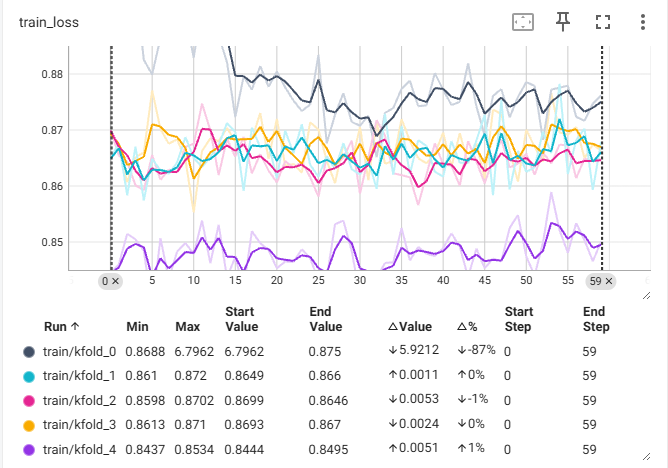 train_loss
0.88
0.87
0.86
0.85
0 × 5 10 15 20 25 30 35 40 45 50 55 59 ×
Run ↑ Min Max Start Value End Value △Value △% Start Step End Step
train/kfold_0 0.8688 6.7962 6.7962 0.875 ↓5.9212 ↓-87% 0 59
train/kfold_1 0.861 0.872 0.8649 0.866 ↑0.0011 ↑0% 0 59
train/kfold_2 0.8598 0.8702 0.8699 0.8646 ↓0.0053 ↓-1% 0 59
train/kfold_3 0.8613 0.871 0.8693 0.867 ↓0.0024 ↓0% 0 59
train/kfold_4 0.8437 0.8534 0.8444 0.8495 ↑0.0051 ↑1% 0 59